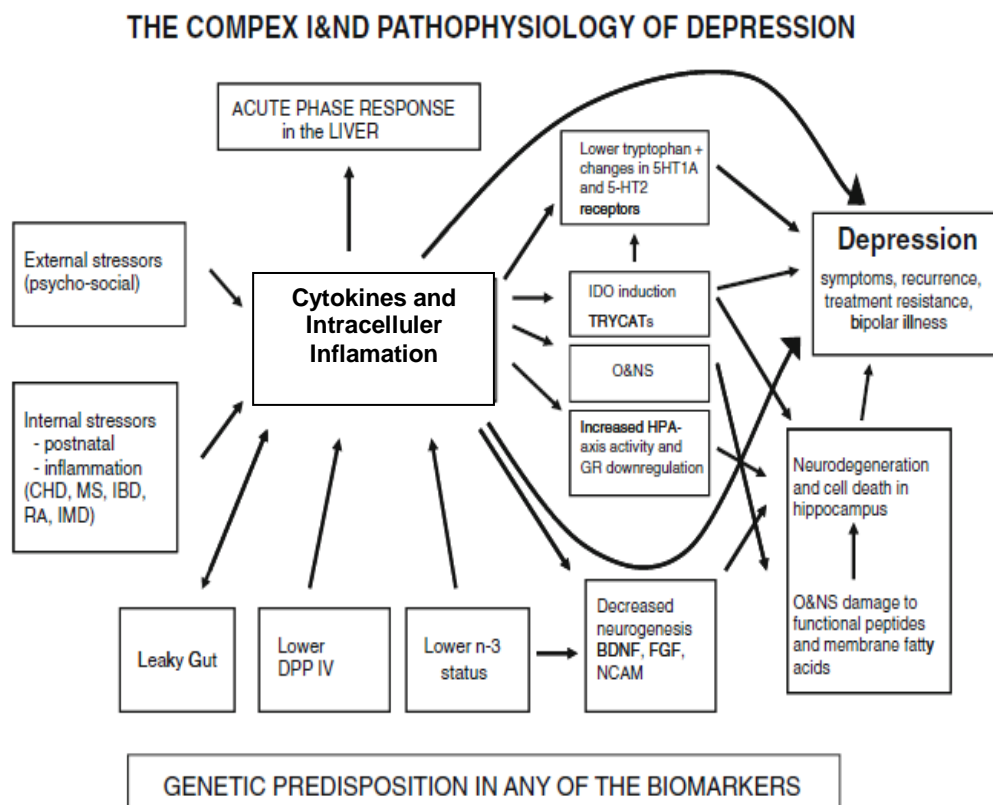 THE COMPEX I&ND PATHOPHYSIOLOGY OF DEPRESSION
ACUTE PHASE RESPONSE
in the LIVER
Lower tryptophan +
changes in 5HT1A
and 5-HT2
receptors
Depression
symptoms, recurrence,
treatment resistance,
bipolar illness
External stressors
(psycho-social)
Cytokines and
Intracelluler
Inflamation
IDO induction
TRYCATs
O&NS
Increased HPA-
axis activity and
GR downregulation
Internal stressors
- postnatal
- inflammation
(CHD, MS, IBD,
RA, IMD)
Neurodegeneration
and cell death in
hippocampus
O&NS damage to
functional peptides
and membrane fatty
acids
Leaky Gut
Lower
DPP IV
Lower n-3
status
Decreased
neurogenesis
BDNF, FGF,
NCAM
GENETIC PREDISPOSITION IN ANY OF THE BIOMARKERS